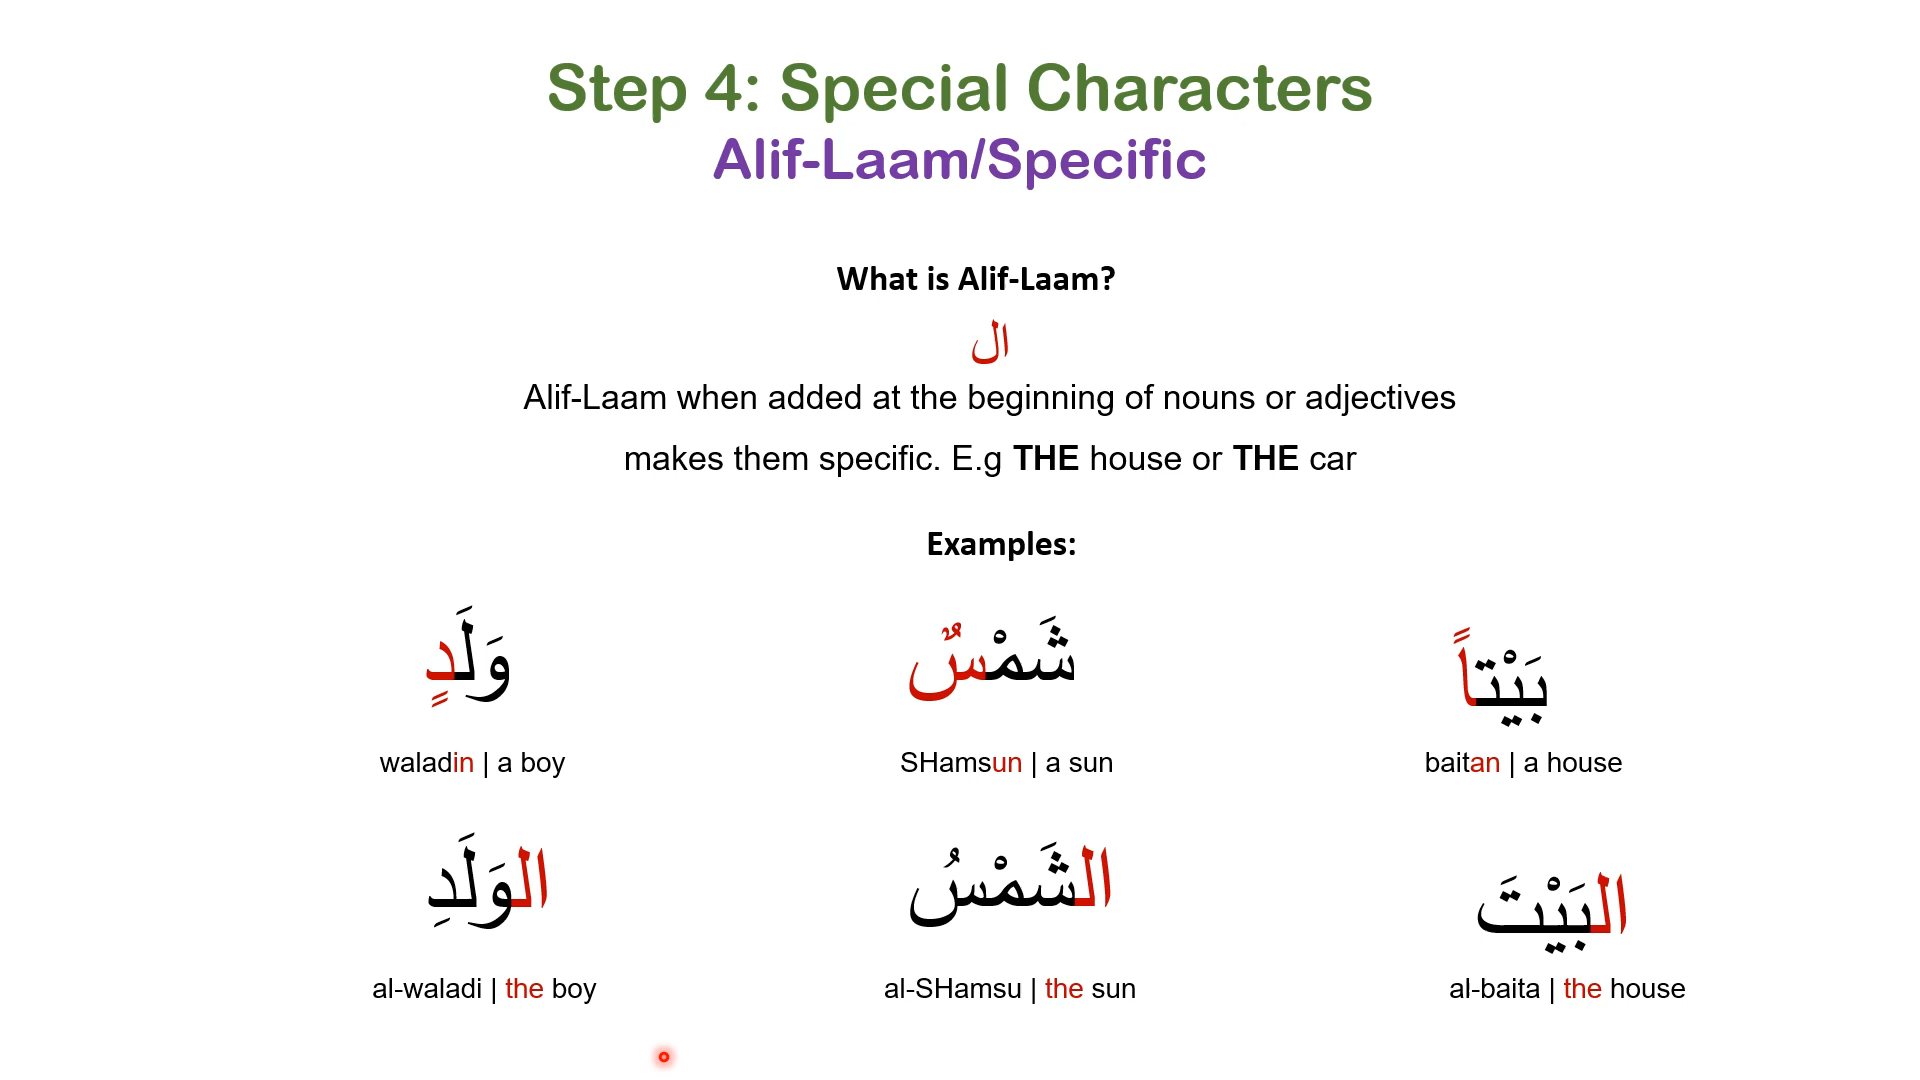 Step 4: Special Characters
Alif-Laam/Specific
What is Alif-Laam?
ال
Alif-Laam when added at the beginning of nouns or adjectives
makes them specific. E.g THE house or THE car
Examples:
وَلَدٍ شَمْسٌ بَيْتاً
waladin | a boy SHamsun | a sun baitan | a house
الوَلَدِ الشَمْسُ البَيْتَ
al-waladi | the boy al-SHamsu | the sun al-baita | the house